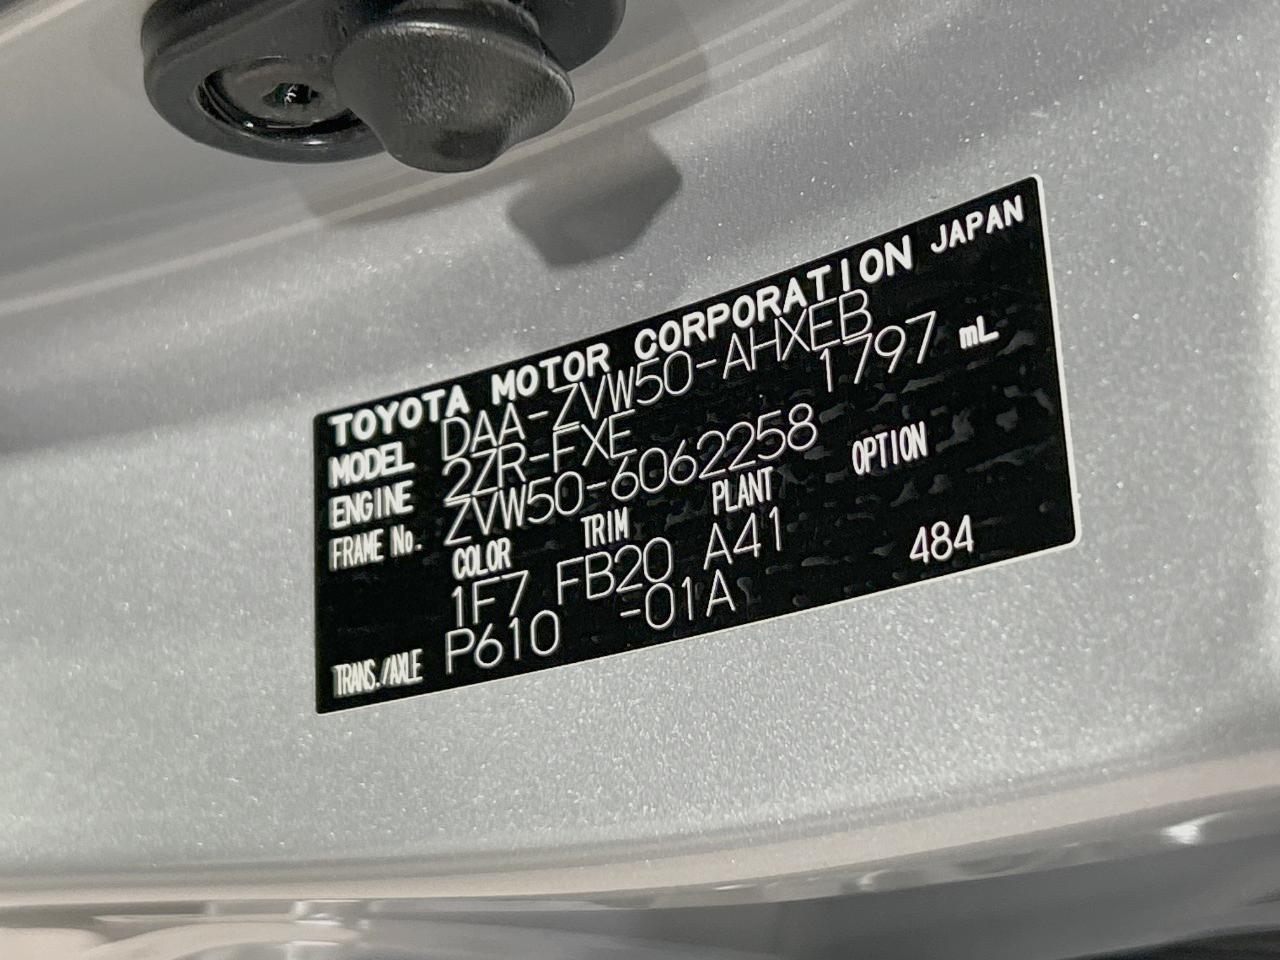 TOYOTA MOTOR CORPORATION JAPAN
MODEL DAA-ZVW50-AHXEB
ENGINE 2ZR-FXE 1797 mL
FRAME No. ZVW50-6062258
COLOR TRIM PLANT OPTION
1F7 FB20 A41 484
TRANS./AXLE P610 -01A